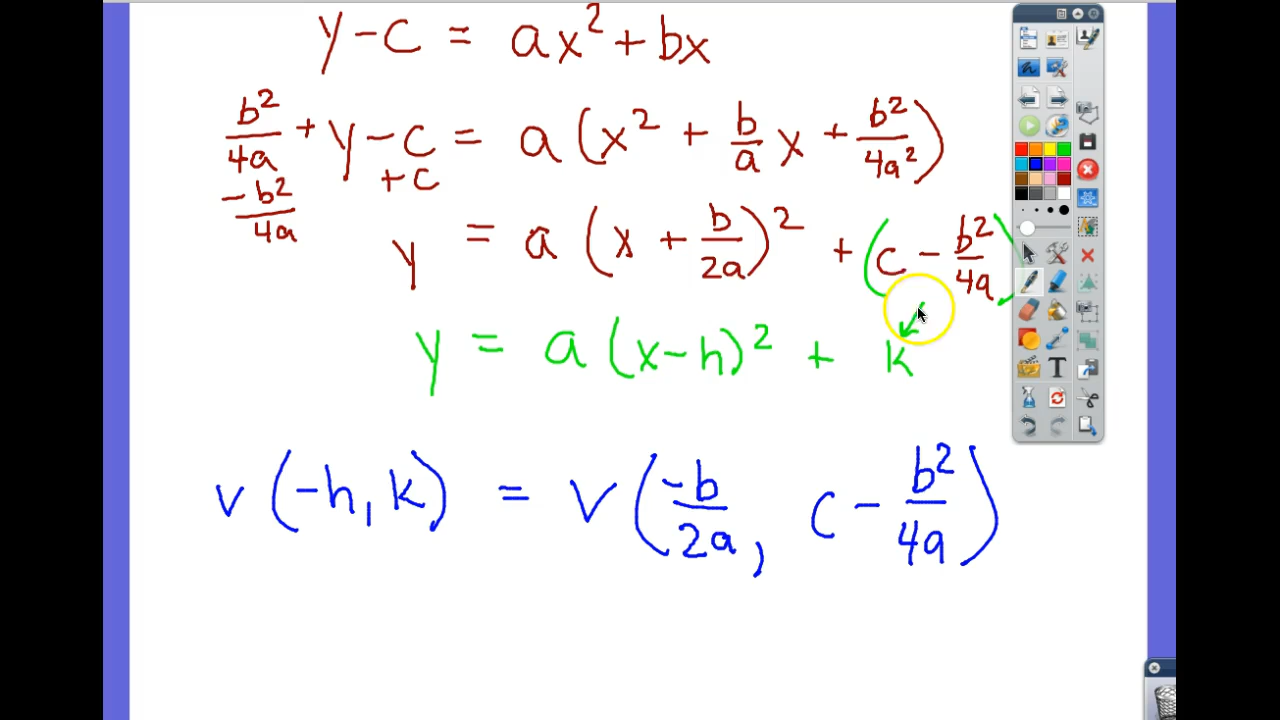 y - c = ax² + bx
b²/4a + y - c = a(x² + b/a x + b²/4a²)
- b²/4a + c
y = a(x + b/2a)² + (c - b²/4a)
y = a(x - h)² + k
v(-h, k) = V(-b/2a, c - b²/4a)
T